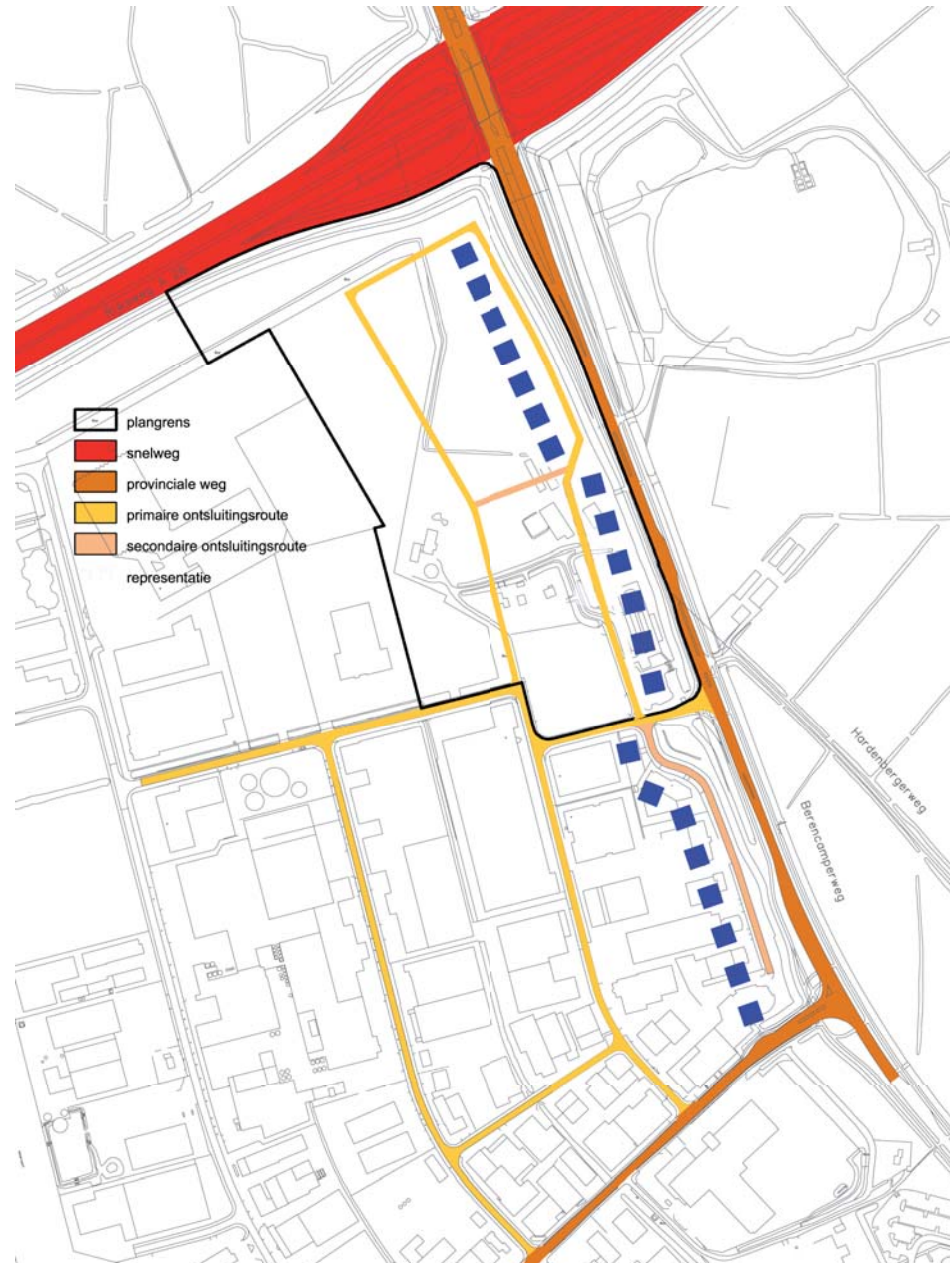 plangrens
snelweg
provinciale weg
primaire ontsluitingsroute
secondaire ontsluitingsroute
representatie
Hardenbergerweg
Berencamperweg